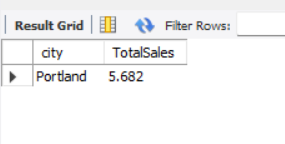 Result Grid Filter Rows:
city TotalSales
Portland 5.682